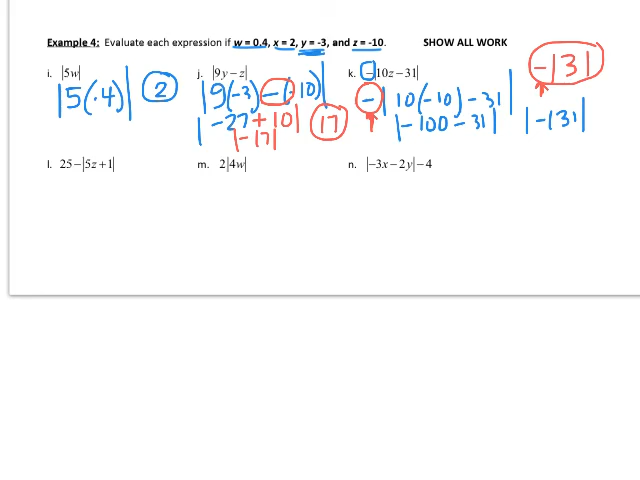 Example 4: Evaluate each expression if w = 0.4, x = 2, y = -3, and z = -10. SHOW ALL WORK
-131
i. |5w|
j. |9y − z|
k. −|10z − 31|
|5(.4)| 2
|9(-3) - (-10)|
-|10(-10) - 31|
|-27 + 10| 17
|-100 - 31| |-131|
|-17|
l. 25 − |5z + 1|
m. 2|4w|
n. |−3x − 2y| − 4